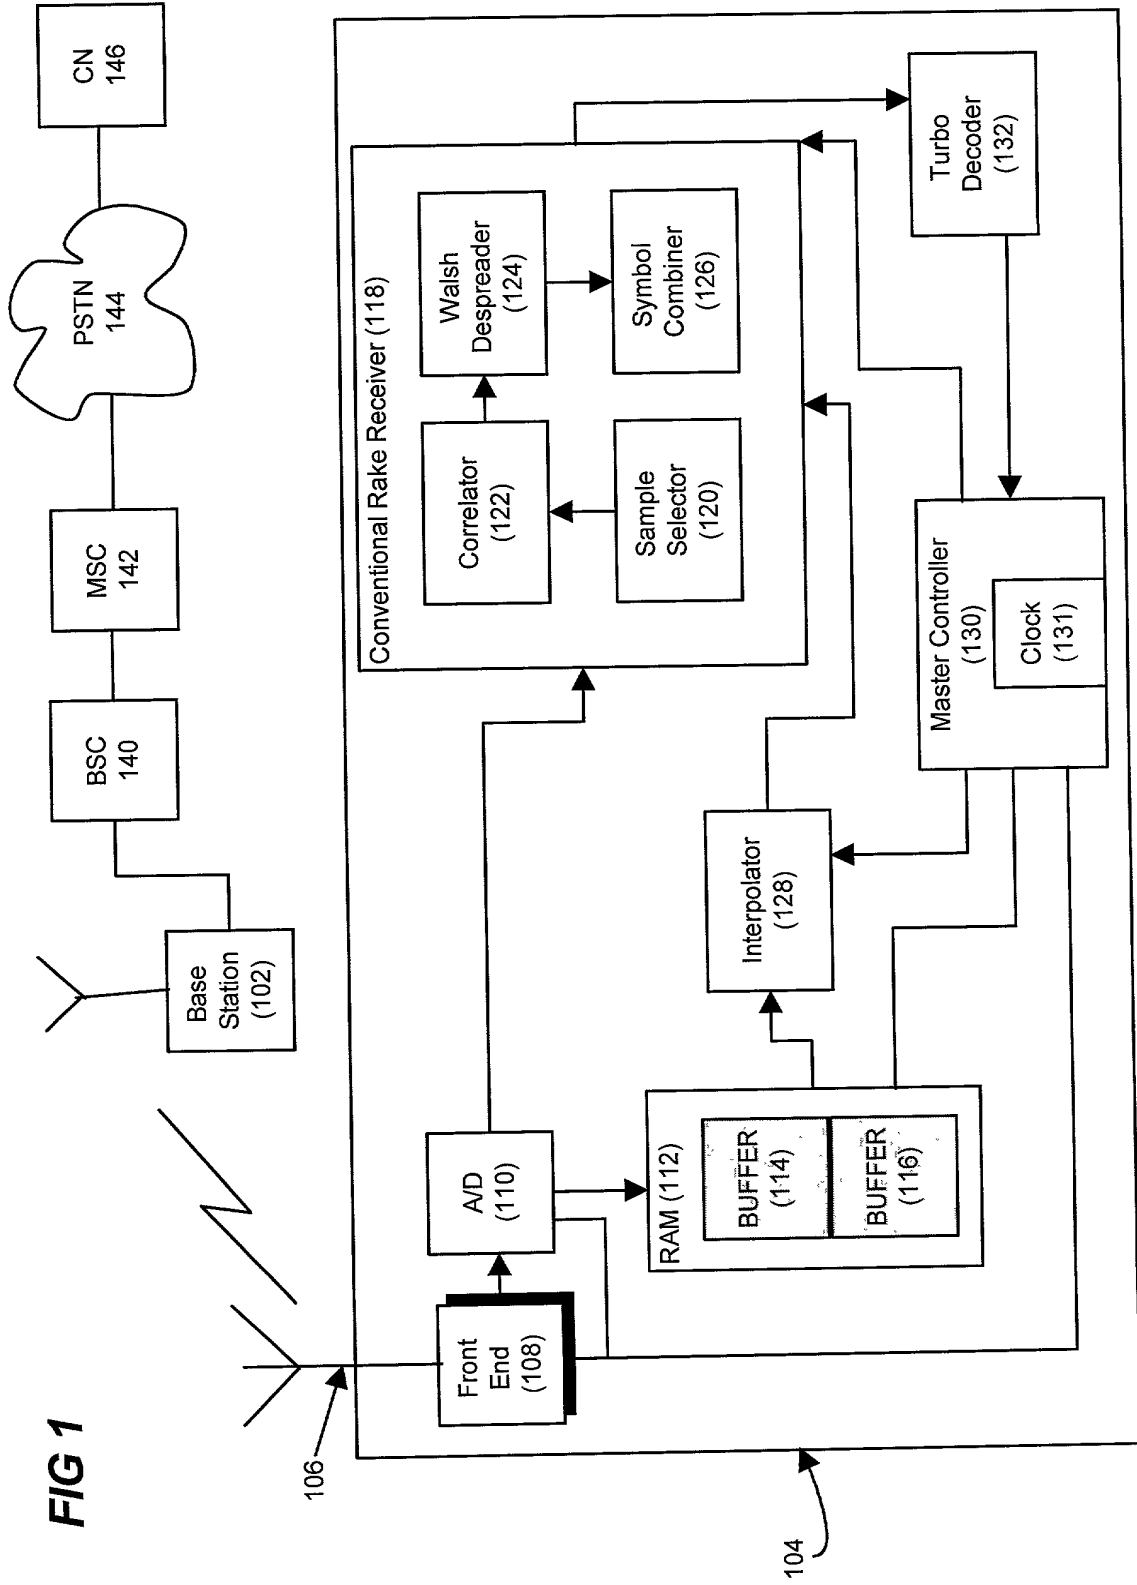 FIG 1
Base
Station
(102)
BSC
140
MSC
142
PSTN
144
CN
146
106
104
Front
End
(108)
A/D
(110)
RAM (112)
BUFFER
(114)
BUFFER
(116)
Interpolator
(128)
Conventional Rake Receiver (118)
Correlator
(122)
Walsh
Despreader
(124)
Sample
Selector
(120)
Symbol
Combiner
(126)
Master Controller
(130)
Clock
(131)
Turbo
Decoder
(132)